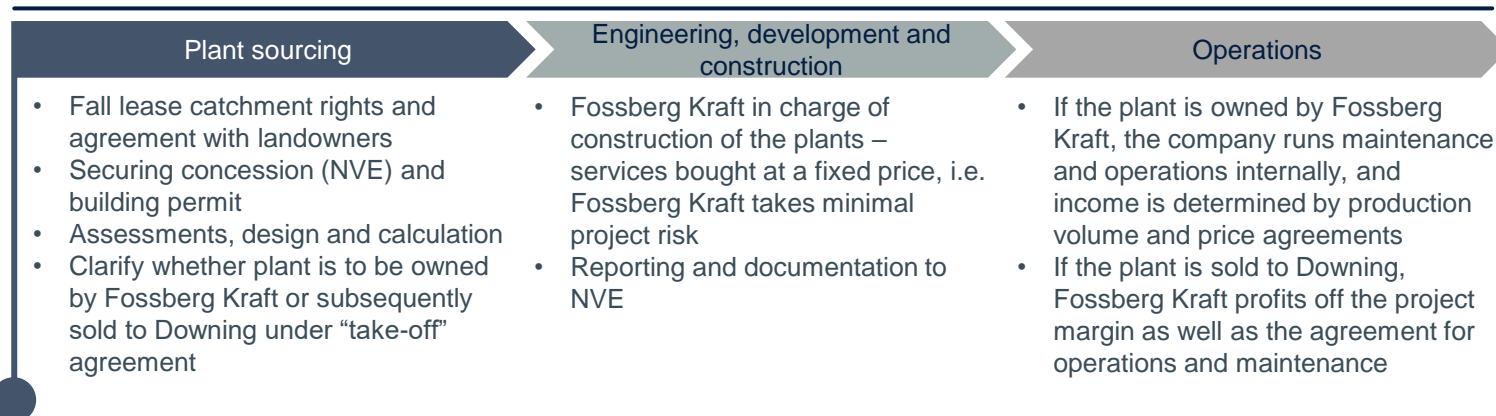 Plant sourcing
• Fall lease catchment rights and
agreement with landowners
• Securing concession (NVE) and
building permit
• Assessments, design and calculation
• Clarify whether plant is to be owned
by Fossberg Kraft or subsequently
sold to Downing under “take-off”
agreement
Engineering, development and
construction
• Fossberg Kraft in charge of
construction of the plants –
services bought at a fixed price, i.e.
Fossberg Kraft takes minimal
project risk
• Reporting and documentation to
NVE
Operations
• If the plant is owned by Fossberg
Kraft, the company runs maintenance
and operations internally, and
income is determined by production
volume and price agreements
• If the plant is sold to Downing,
Fossberg Kraft profits off the project
margin as well as the agreement for
operations and maintenance